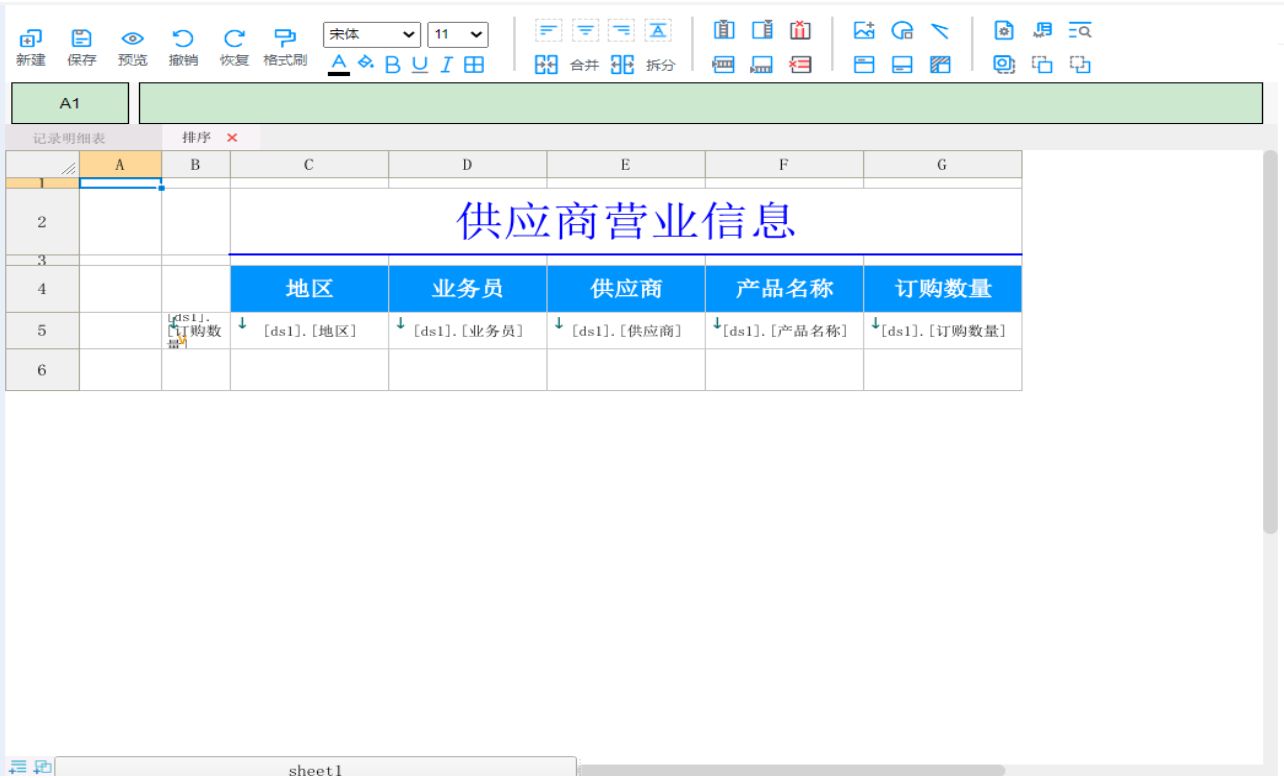 宋体 11
新建 保存 预览 撤销 恢复 格式刷 A B U I 合并 拆分
A1
记录明细表 排序
A B C D E F G
1
2 供应商营业信息
3
4 地区 业务员 供应商 产品名称 订购数量
5 [ds1].[订购数量] [ds1].[地区] [ds1].[业务员] [ds1].[供应商] [ds1].[产品名称] [ds1].[订购数量]
6
sheet1